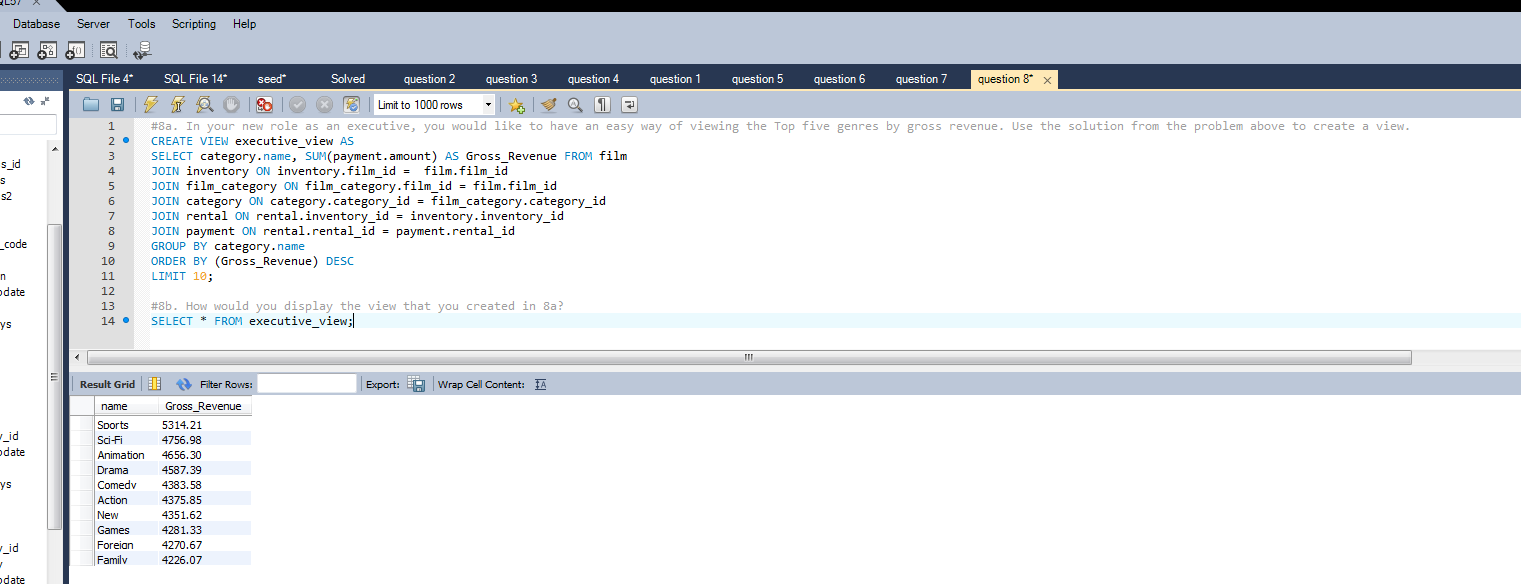 QL57 ×
Database Server Tools Scripting Help
SQL File 4* SQL File 14* seed* Solved question 2 question 3 question 4 question 1 question 5 question 6 question 7 question 8* ×
Limit to 1000 rows
1 #8a. In your new role as an executive, you would like to have an easy way of viewing the Top five genres by gross revenue. Use the solution from the problem above to create a view.
2 CREATE VIEW executive_view AS
3 SELECT category.name, SUM(payment.amount) AS Gross_Revenue FROM film
4 JOIN inventory ON inventory.film_id =  film.film_id
5 JOIN film_category ON film_category.film_id = film.film_id
6 JOIN category ON category.category_id = film_category.category_id
7 JOIN rental ON rental.inventory_id = inventory.inventory_id
8 JOIN payment ON rental.rental_id = payment.rental_id
9 GROUP BY category.name
10 ORDER BY (Gross_Revenue) DESC
11 LIMIT 10;
12
13 #8b. How would you display the view that you created in 8a?
14 SELECT * FROM executive_view;
s_id
s
s2
_code
n
pdate
ys
y_id
pdate
ys
y_id
y
pdate
Result Grid Filter Rows: Export: Wrap Cell Content:
name Gross_Revenue
Sports 5314.21
Sci-Fi 4756.98
Animation 4656.30
Drama 4587.39
Comedy 4383.58
Action 4375.85
New 4351.62
Games 4281.33
Foreign 4270.67
Family 4226.07